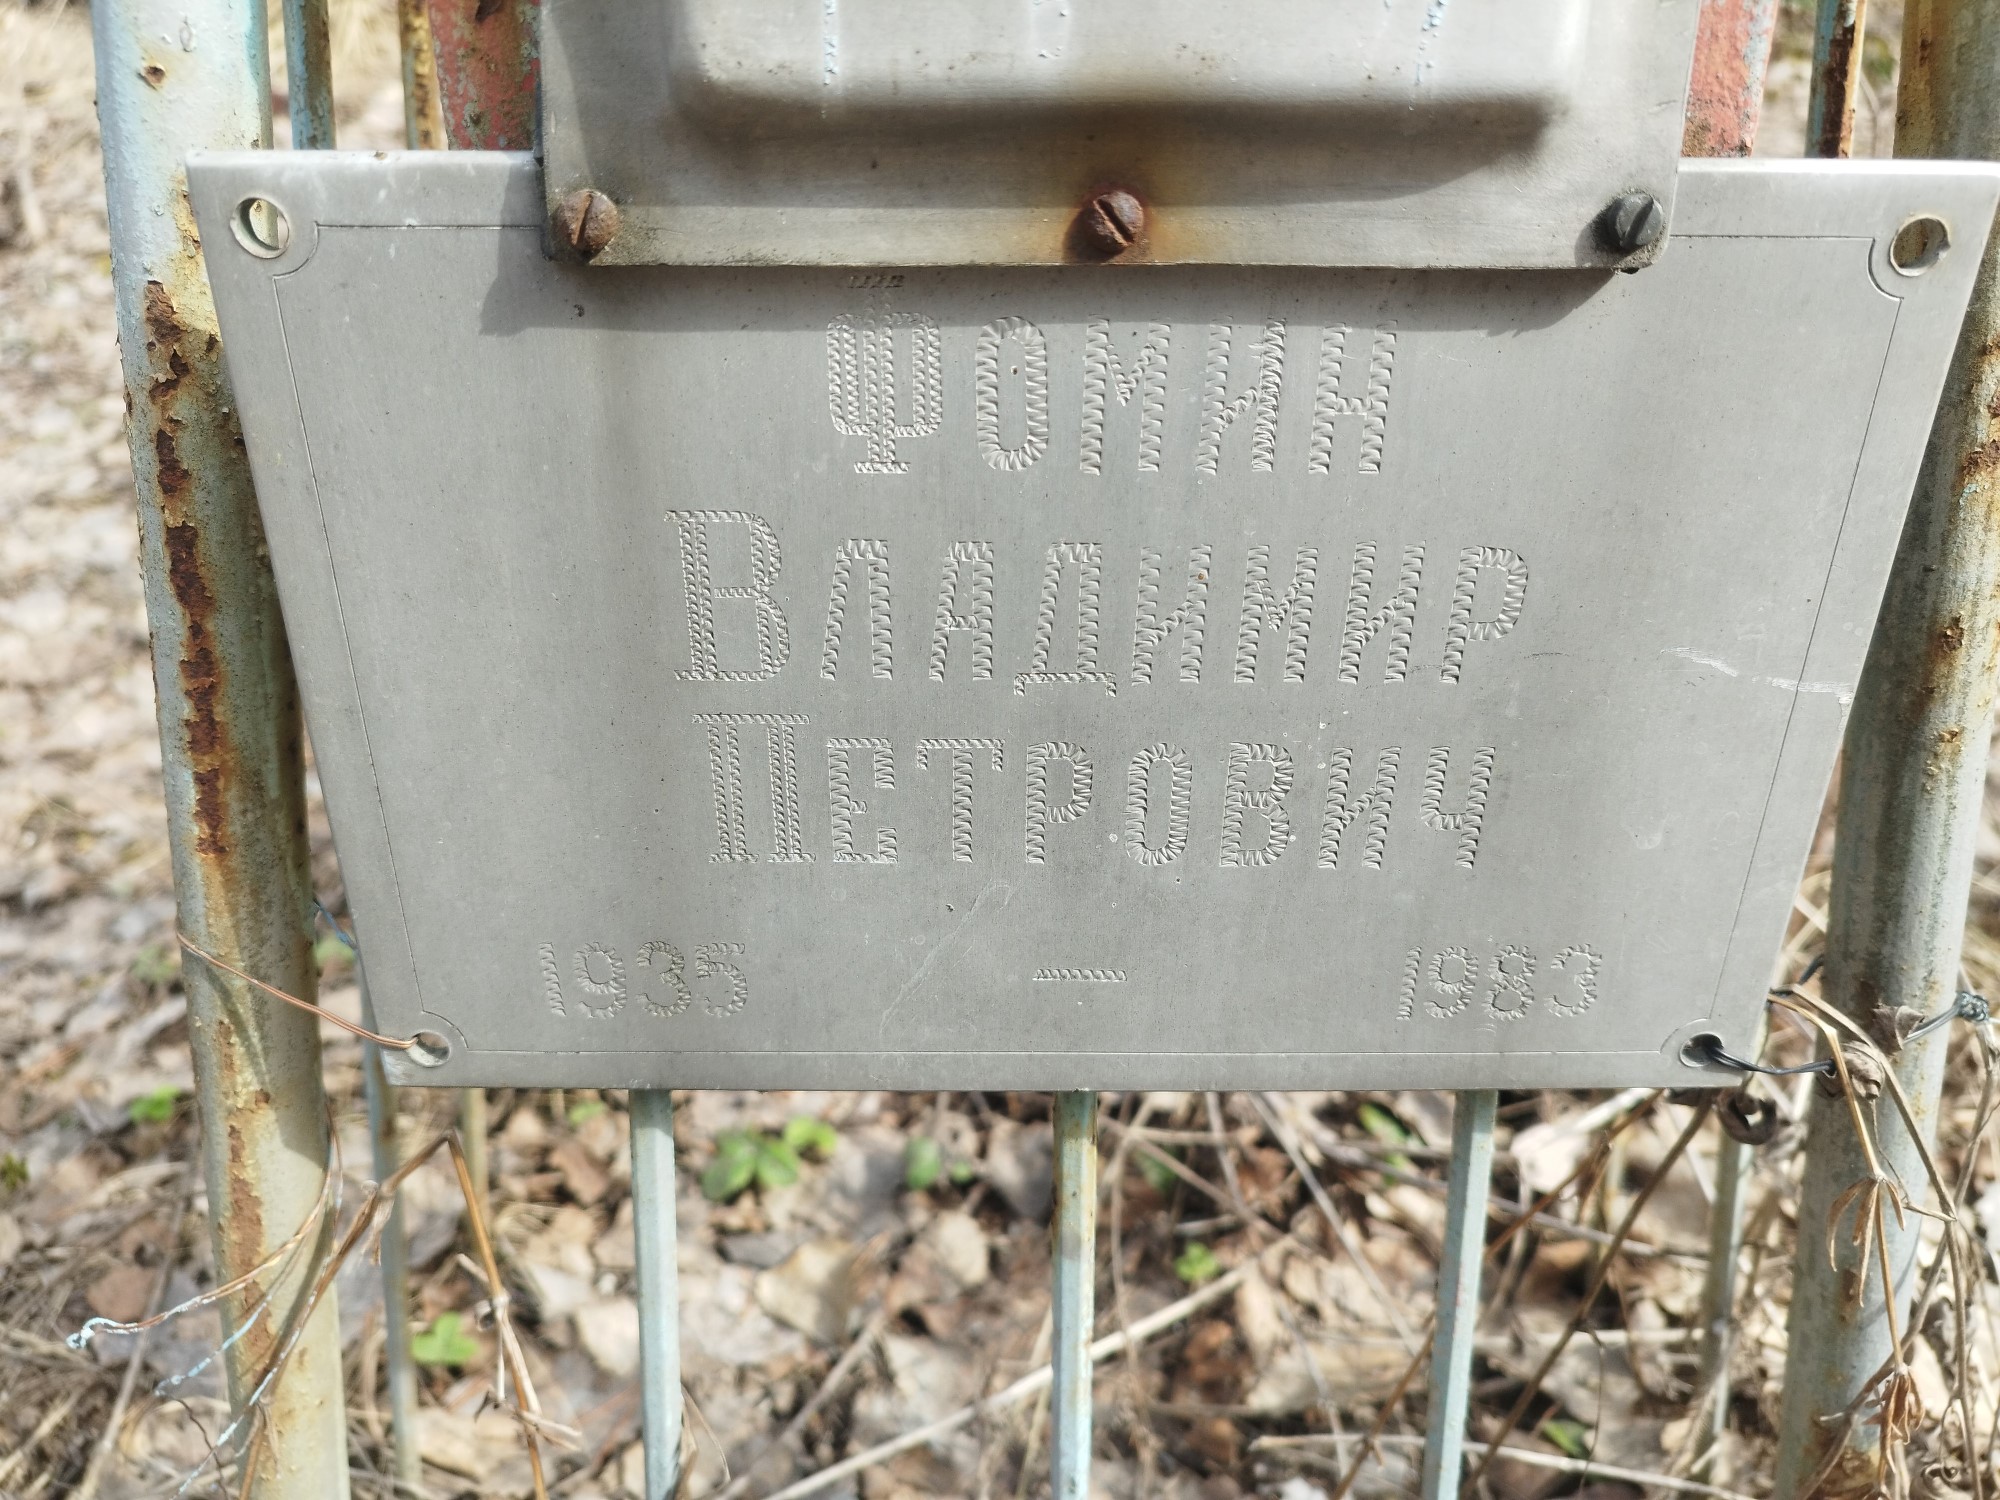 Фомин
Владимир
Петрович
1935 — 1983